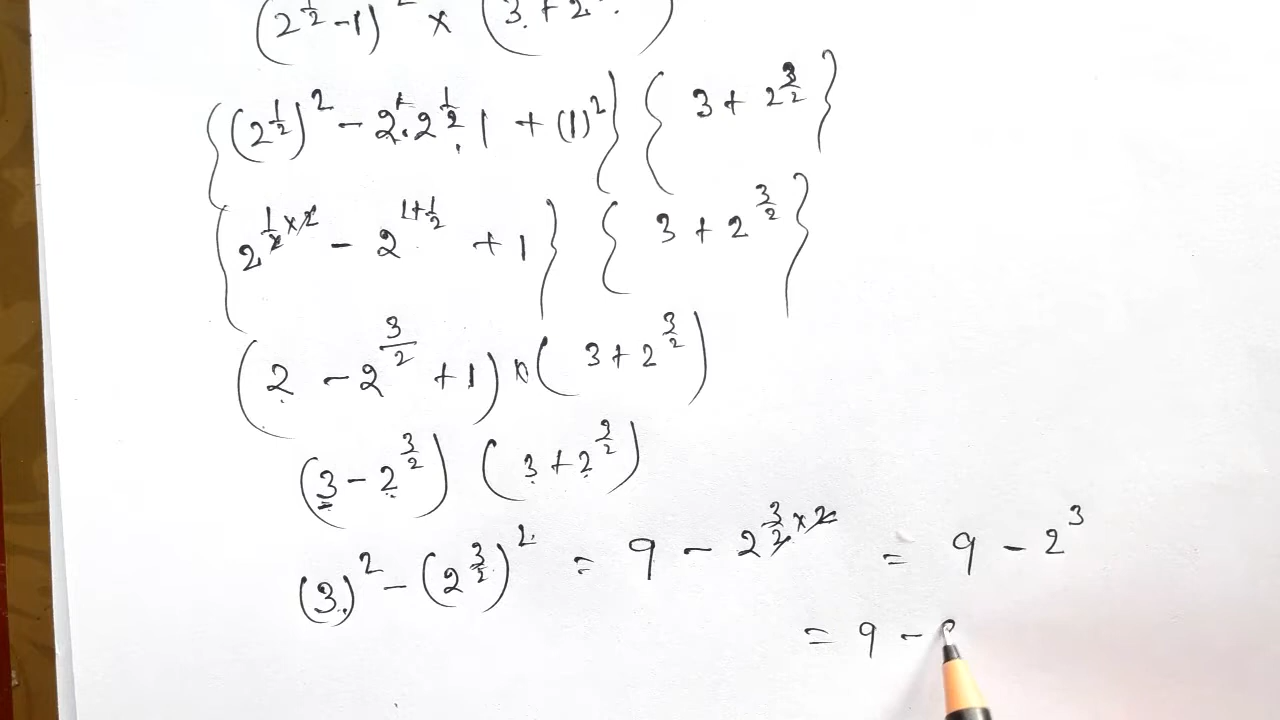 (2^{1/2} - 1)^2 × (3 + 2
{(2^{1/2})^2 - 2^1 . 2^{1/2} . 1 + (1)^2} {3 + 2^{3/2}}
{2^{1/2 × 2} - 2^{1+1/2} + 1} {3 + 2^{3/2}}
(2 - 2^{3/2} + 1) × (3 + 2^{3/2})
(3 - 2^{3/2}) (3 + 2^{3/2})
(3)^2 - (2^{3/2})^2 = 9 - 2^{3/2 × 2} = 9 - 2^3
= 9 -